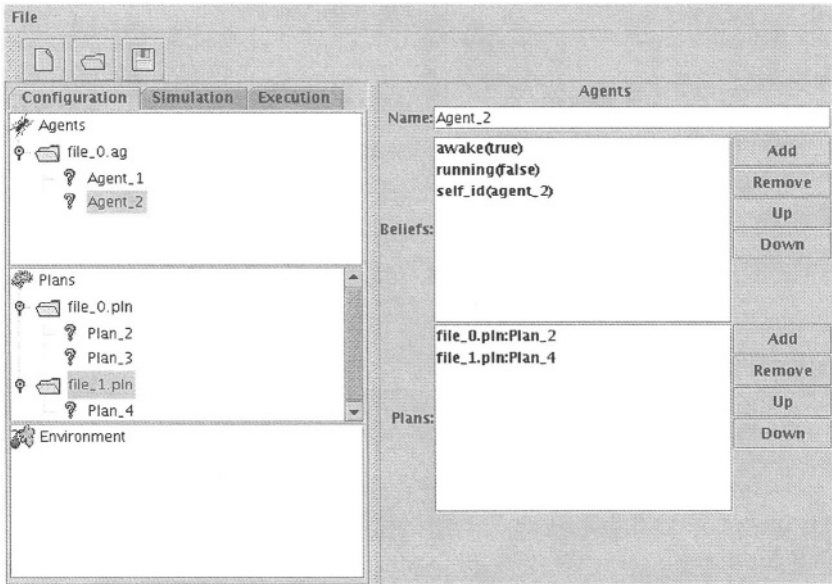 File
Configuration Simulation Execution
Agents
file_0.ag
Agent_1
Agent_2
Plans
file_0.pln
Plan_2
Plan_3
file_1.pln
Plan_4
Environment
Agents
Name: Agent_2
Beliefs:
awake(true)
running(false)
self_id(agent_2)
Add
Remove
Up
Down
Plans:
file_0.pln:Plan_2
file_1.pln:Plan_4
Add
Remove
Up
Down